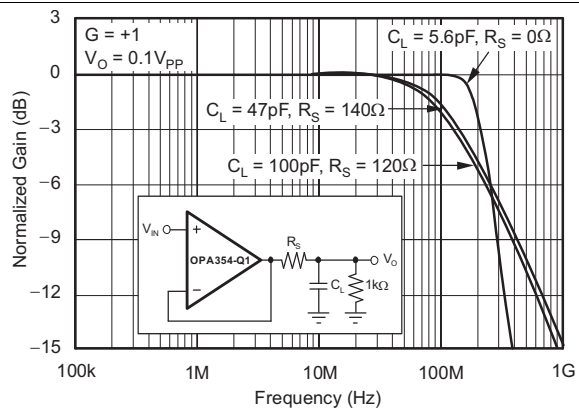 3
0
−3
−6
−9
−12
−15
Normalized Gain (dB)
G = +1
V_O = 0.1V_PP
C_L = 5.6pF, R_S = 0Ω
C_L = 47pF, R_S = 140Ω
C_L = 100pF, R_S = 120Ω
V_IN
+
−
OPA354-Q1
R_S
V_O
C_L
1kΩ
100k
1M
10M
100M
1G
Frequency (Hz)